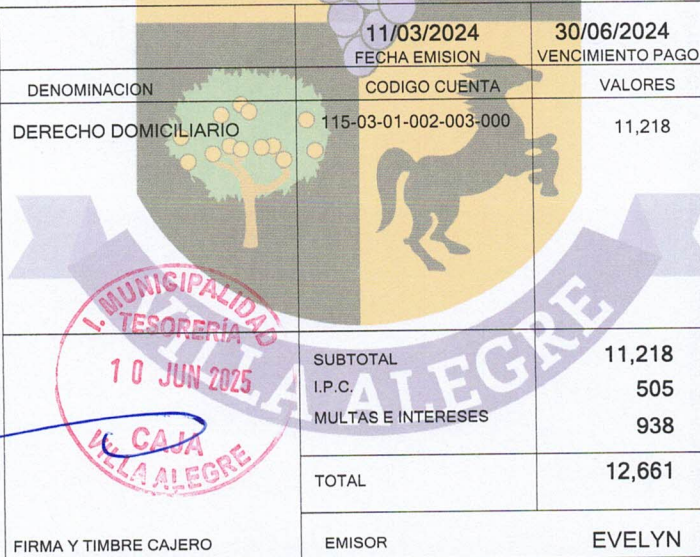 11/03/2024 30/06/2024
FECHA EMISION VENCIMIENTO PAGO
DENOMINACION CODIGO CUENTA VALORES
DERECHO DOMICILIARIO 115-03-01-002-003-000 11,218
I. MUNICIPALIDAD
TESORERÍA
10 JUN 2025
CAJA
VILLA ALEGRE
VILLA ALEGRE
SUBTOTAL 11,218
I.P.C. 505
MULTAS E INTERESES 938
TOTAL 12,661
FIRMA Y TIMBRE CAJERO EMISOR EVELYN